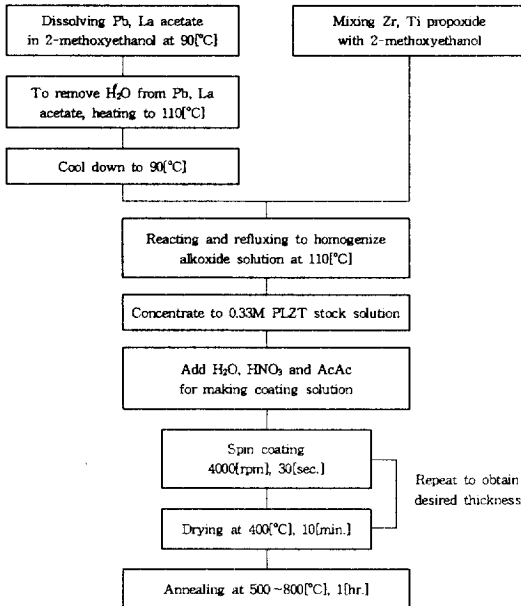 Dissolving Pb, La acetate
in 2-methoxyethanol at 90[°C]
Mixing Zr, Ti propoxide
with 2-methoxyethanol
To remove H₂O from Pb, La
acetate, heating to 110[°C]
Cool down to 90[°C]
Reacting and refluxing to homogenize
alkoxide solution at 110[°C]
Concentrate to 0.33M PLZT stock solution
Add H₂O, HNO₃ and AcAc
for making coating solution
Spin coating
4000[rpm], 30[sec.]
Repeat to obtain
desired thickness
Drying at 400[°C], 10[min.]
Annealing at 500~800[°C], 1[hr.]